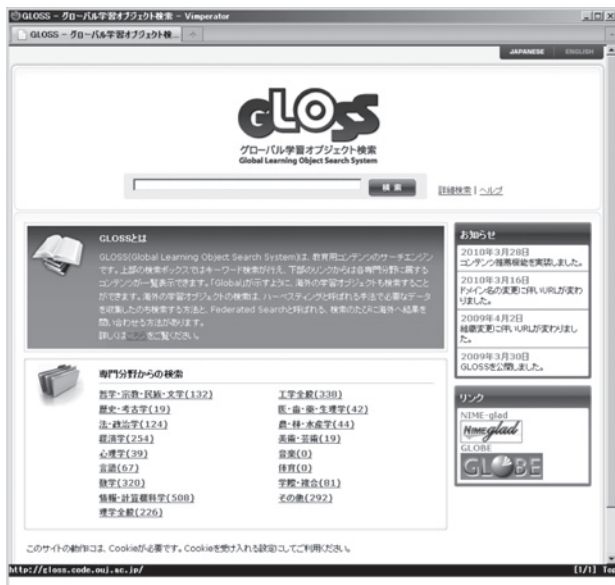 GLOSS - グローバル学習オブジェクト検索 - Vimperator
GLOSS - グローバル学習オブジェクト検...
JAPANESE ENGLISH
GLOSS
グローバル学習オブジェクト検索
Global Learning Object Search System
検索
詳細検索 | ヘルプ
GLOSSとは
GLOSS(Global Learning Object Search System)は、教育用コンテンツのサーチエンジン
です。上部の検索ボックスではキーワード検索が行え、下部のリンクからは各専門分野に属する
コンテンツが一覧表示できます。「Global」が示すように、海外の学習オブジェクトも検索すること
ができます。海外の学習オブジェクトの検索は、ハーベスティングと呼ばれる手法で必要なデータ
を収集したのち検索する方法と、Federated Searchと呼ばれる、検索のたびに海外へ結果を
問い合わせる方法があります。
詳しくはこちらをご覧ください。
お知らせ
2010年3月28日
コンテンツ推薦機能を実装しました。
2010年3月16日
ドメイン名の変更に伴いURLが変わ
りました。
2009年4月2日
組織変更に伴いURLが変わりまし
た。
2009年3月30日
GLOSSを公開しました。
専門分野からの検索
哲学・宗教・民族・文学(132)
歴史・考古学(19)
法・政治学(124)
経済学(254)
心理学(39)
言語(67)
数学(320)
情報・計算機科学(508)
理学全般(226)
工学全般(338)
医・歯・薬・生理学(42)
農・林・水産学(44)
美術・芸術(19)
音楽(0)
体育(0)
学際・複合(81)
その他(292)
リンク
NIME-glad
NIME glad
GLOBE
GLOBE
このサイトの動作には、Cookieが必要です。Cookieを受け入れる設定にしてご利用ください。
http://gloss.code.ouj.ac.jp/ [1/1] Top